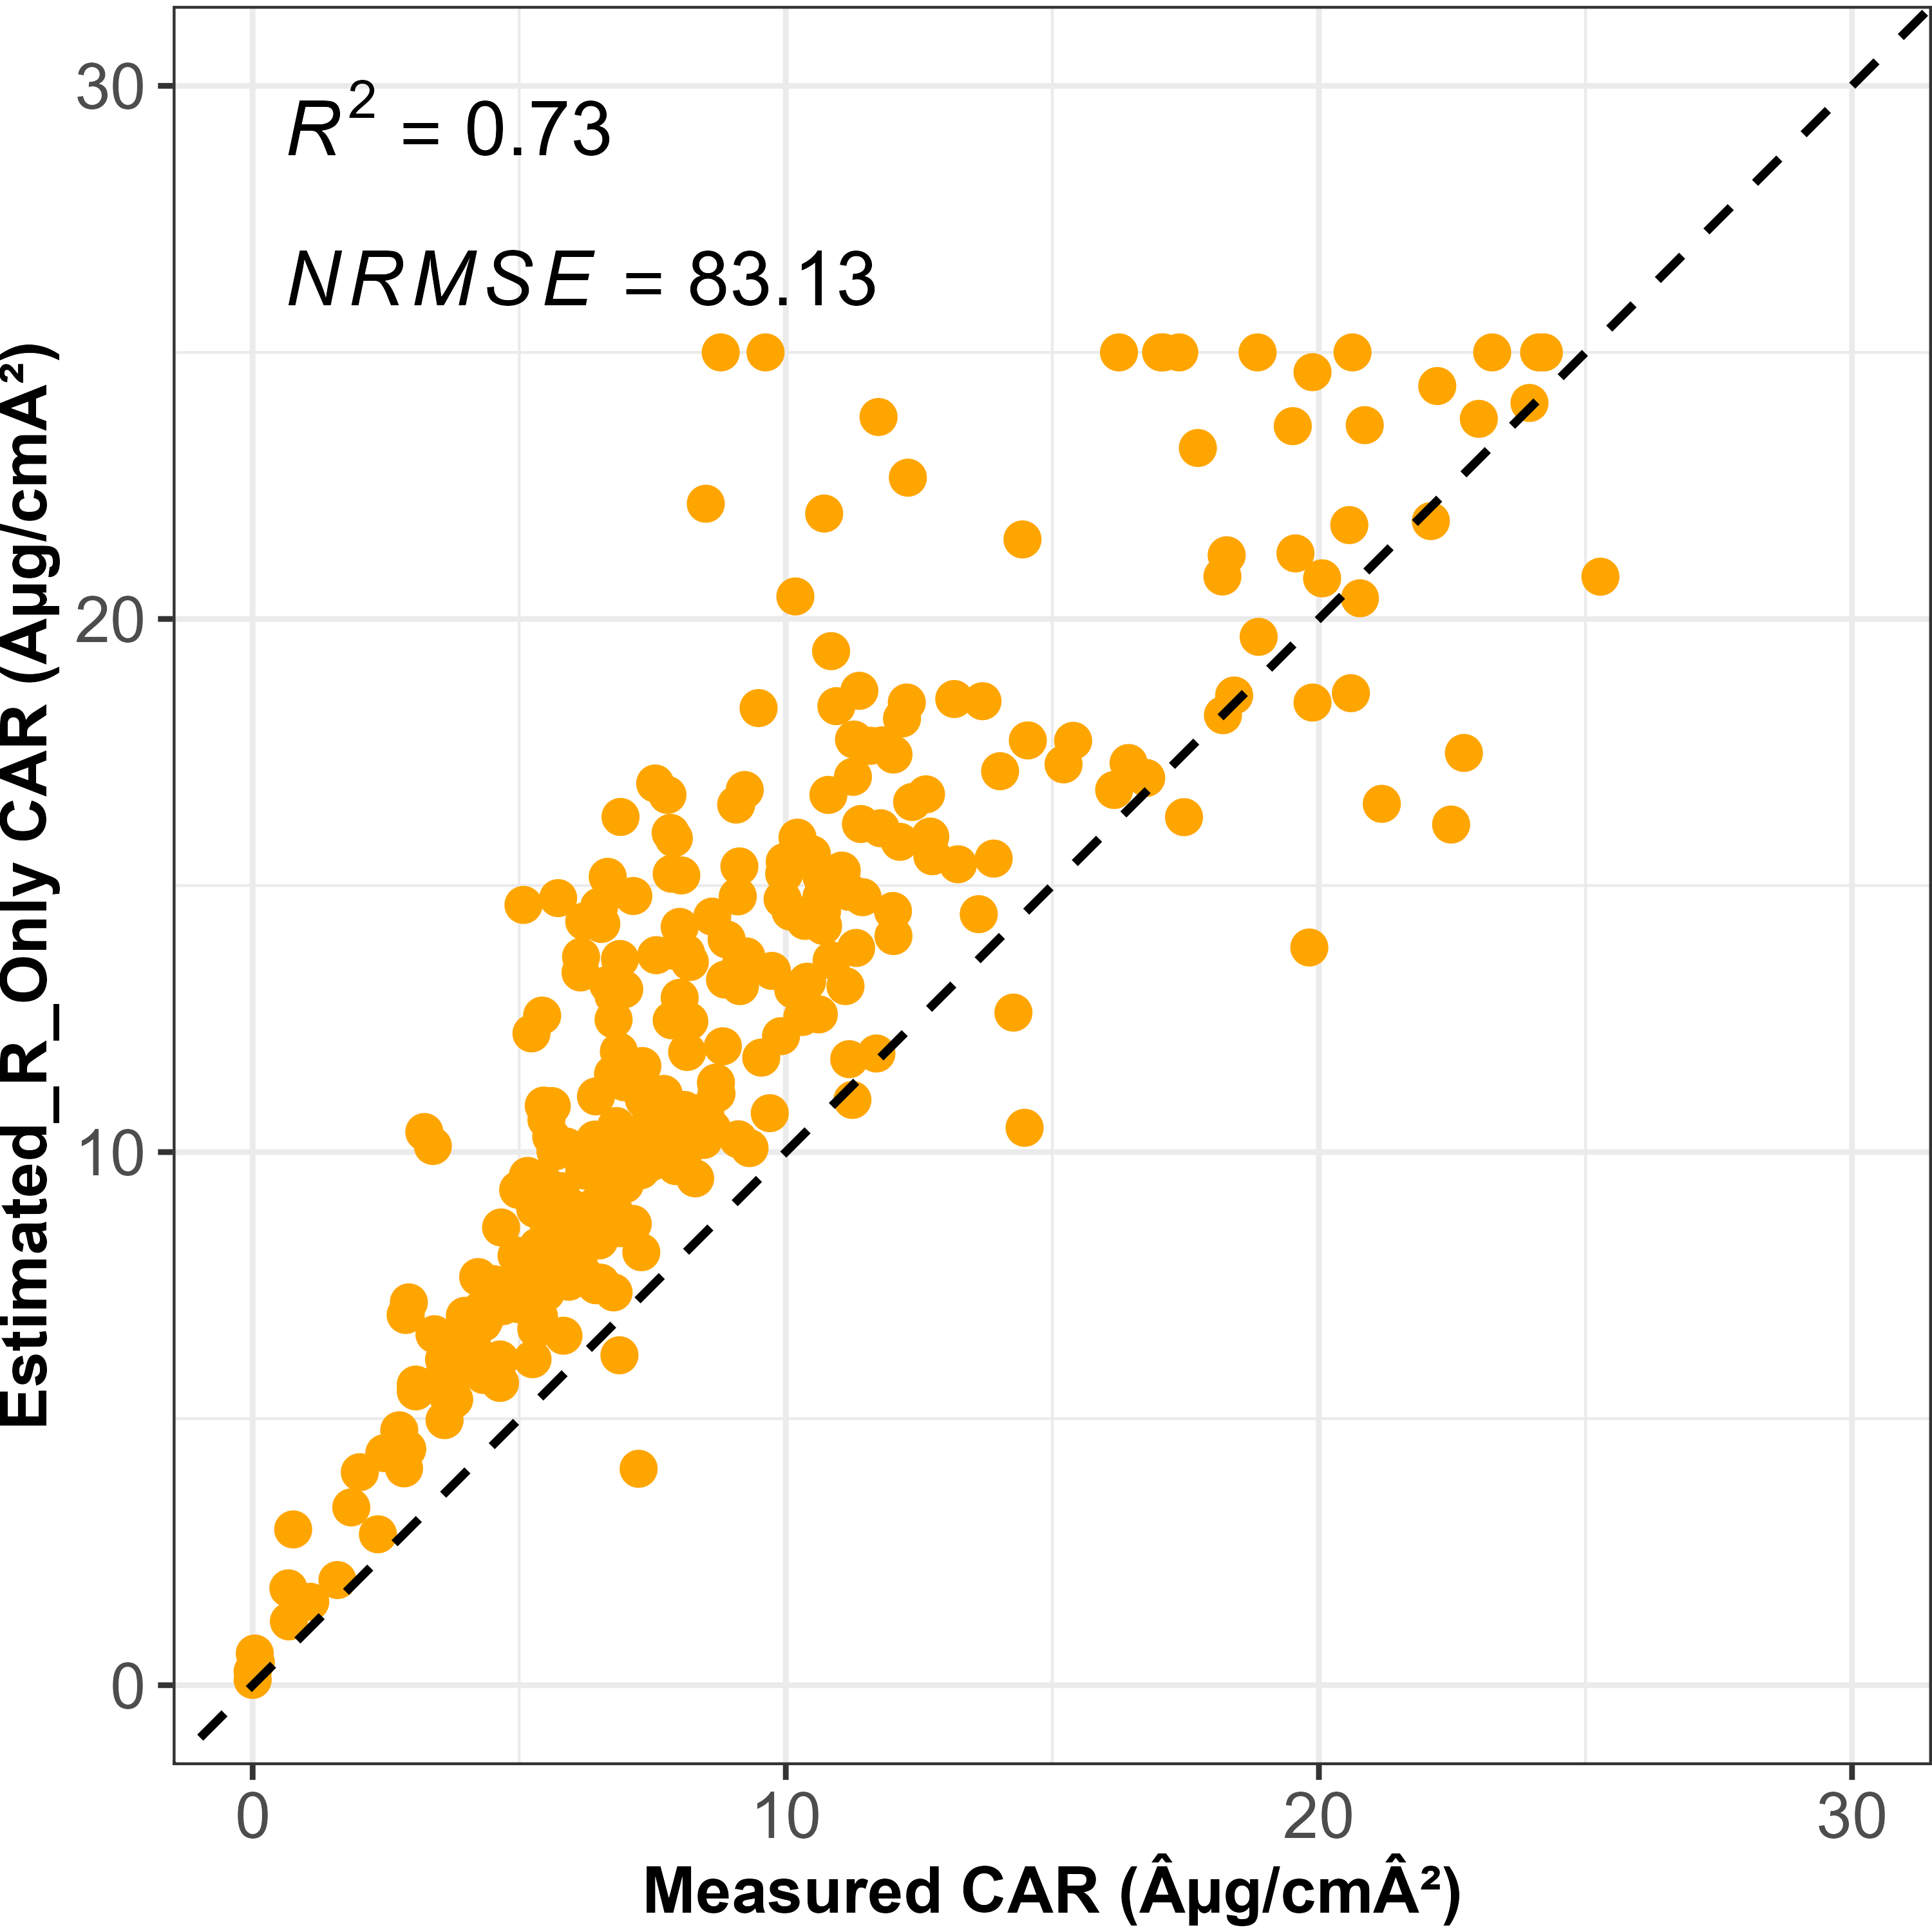 R² = 0.73
NRMSE = 83.13
30
20
10
0
Estimated_R_Only CAR (Âµg/cmÂ²)
0 10 20 30
Measured CAR (Âµg/cmÂ²)